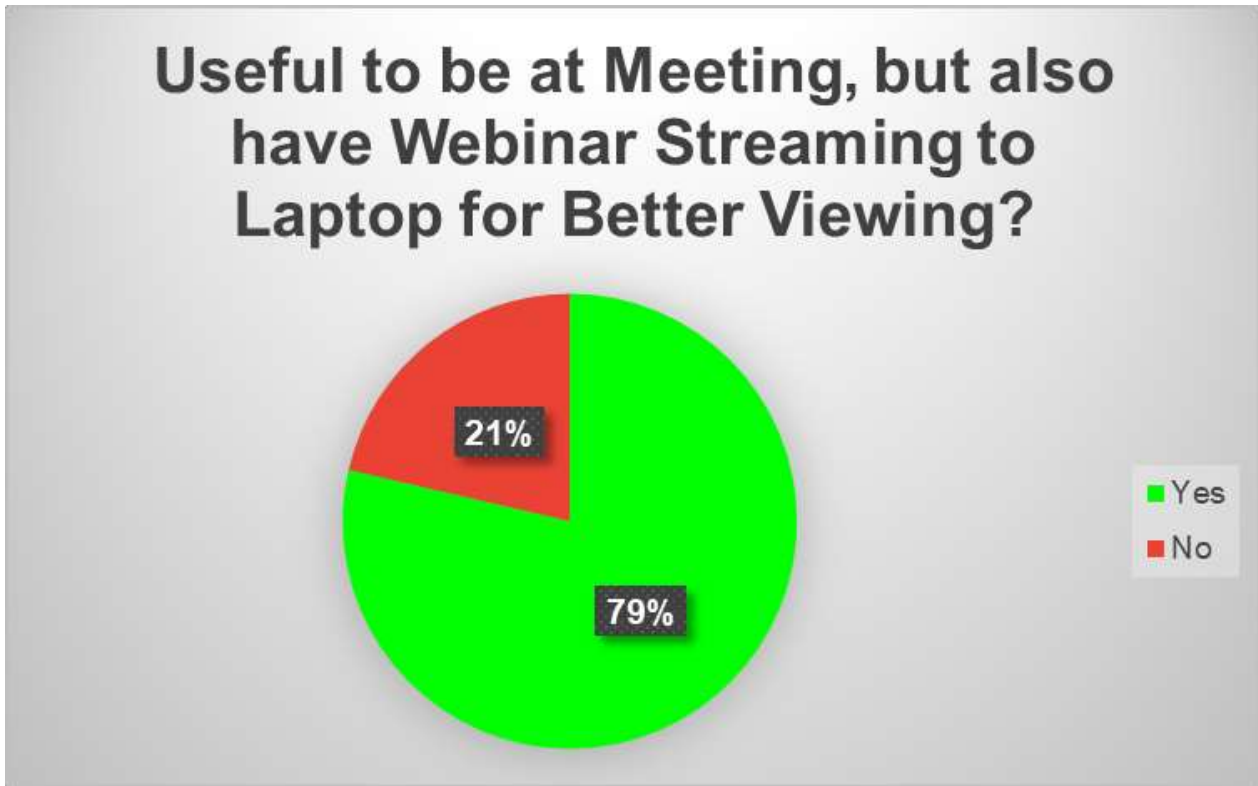 Useful to be at Meeting, but also
have Webinar Streaming to
Laptop for Better Viewing?
21%
79%
Yes
No